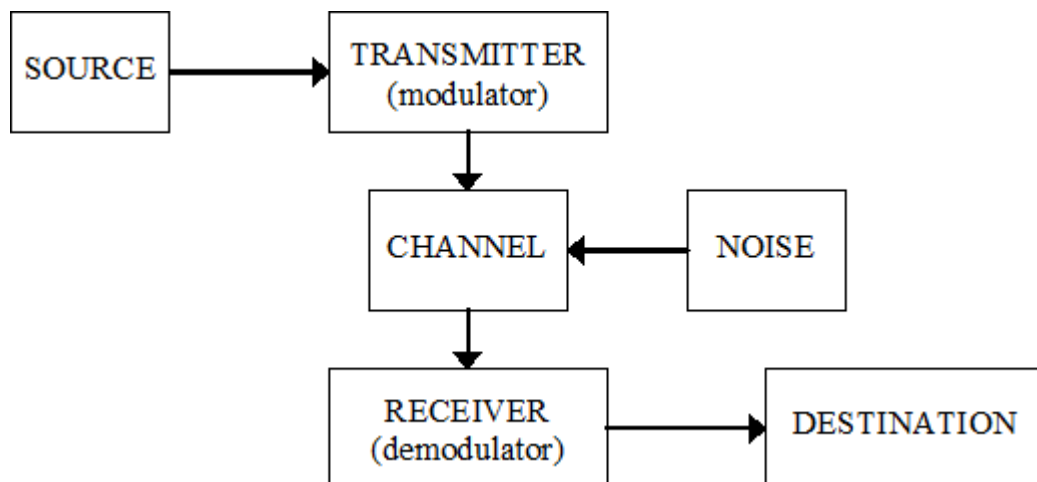 SOURCE
TRANSMITTER
(modulator)
CHANNEL
NOISE
RECEIVER
(demodulator)
DESTINATION